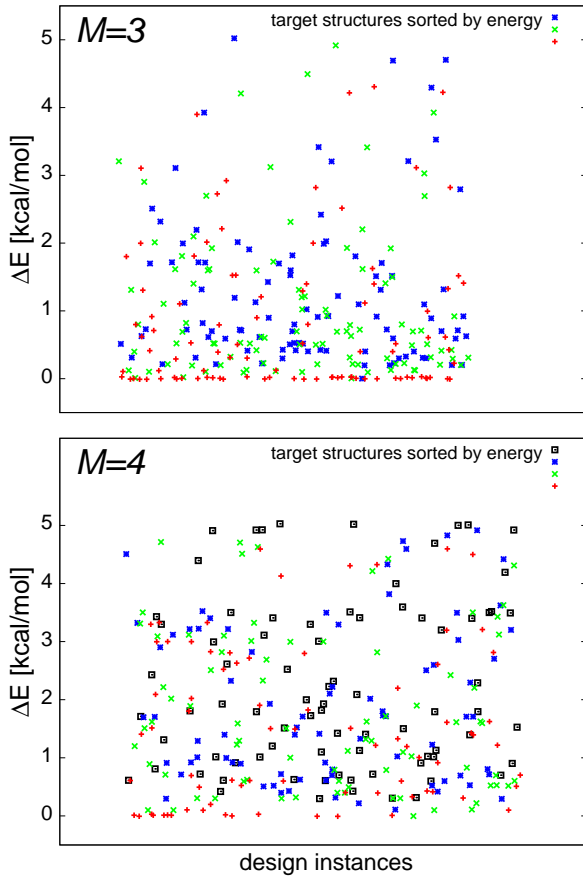 M=3
target structures sorted by energy
5
4
3
2
1
0
ΔE [kcal/mol]
M=4
target structures sorted by energy
5
4
3
2
1
0
ΔE [kcal/mol]
design instances